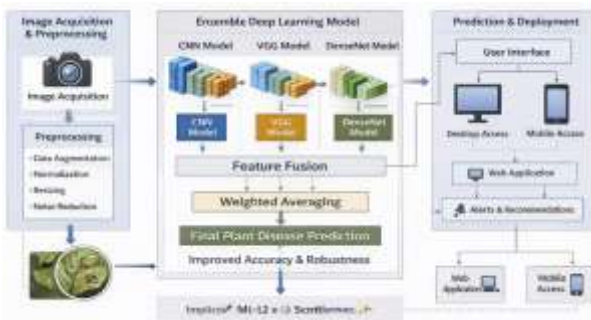 Image Acquisition
& Preprocessing
Image Acquisition
Preprocessing
• Data Augmentation
• Normalization
• Resizing
• Noise Reduction
Ensemble Deep Learning Model
CNN Model
VGG Model
DenseNet Model
CNN
Model
VGG
Model
DenseNet
Model
Feature Fusion
Weighted Averaging
Final Plant Disease Prediction
Improved Accuracy & Robustness
Prediction & Deployment
User Interface
Desktop Access
Mobile Access
Web Application
Alerts & Recommendations
Web
Application
Mobile
Access